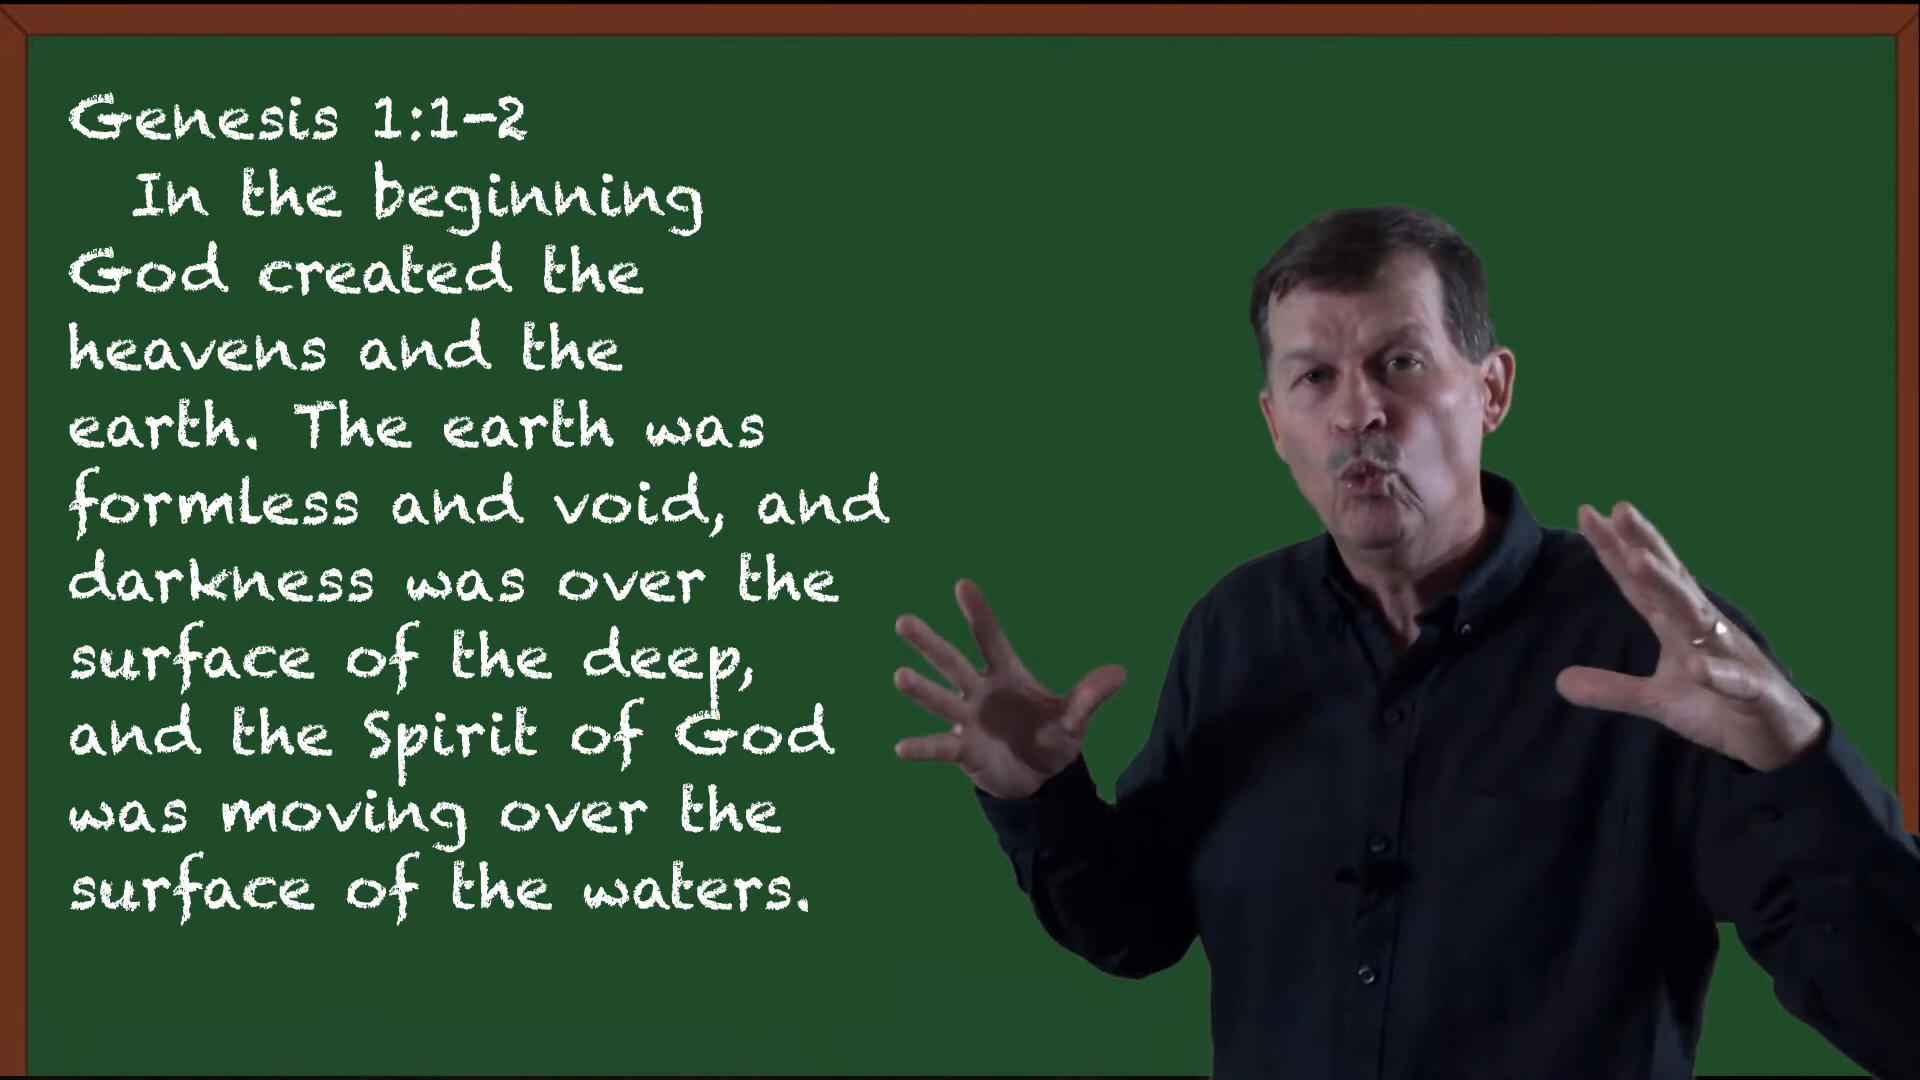 Genesis 1:1-2
In the beginning
God created the
heavens and the
earth. The earth was
formless and void, and
darkness was over the
surface of the deep,
and the Spirit of God
was moving over the
surface of the waters.